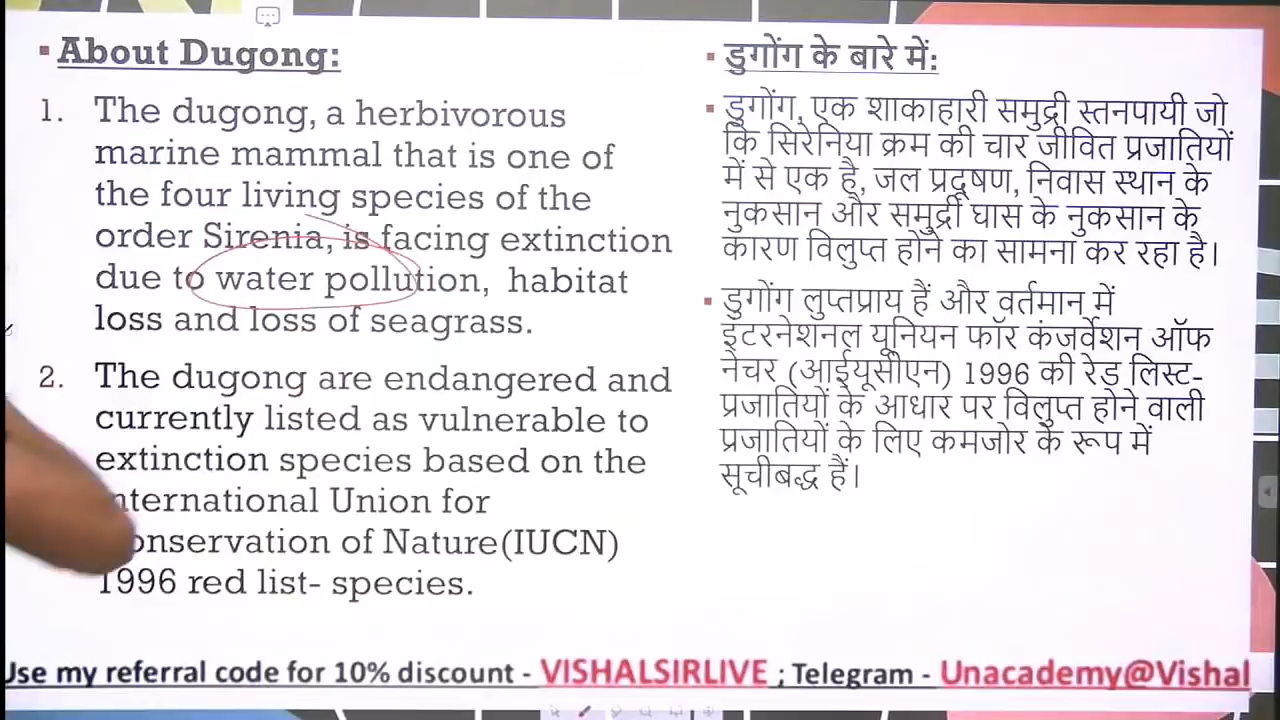 ▪ About Dugong:
1. The dugong, a herbivorous
marine mammal that is one of
the four living species of the
order Sirenia, is facing extinction
due to water pollution, habitat
loss and loss of seagrass.
2. The dugong are endangered and
currently listed as vulnerable to
extinction species based on the
nternational Union for
onservation of Nature(IUCN)
1996 red list- species.
▪ डुगोंग के बारे में:
▪ डुगोंग, एक शाकाहारी समुद्री स्तनपायी जो
कि सिरेनिया क्रम की चार जीवित प्रजातियों
में से एक है, जल प्रदूषण, निवास स्थान के
नुकसान और समुद्री घास के नुकसान के
कारण विलुप्त होने का सामना कर रहा है।
▪ डुगोंग लुप्तप्राय हैं और वर्तमान में
इंटरनेशनल यूनियन फॉर कंजर्वेशन ऑफ
नेचर (आईयूसीएन) 1996 की रेड लिस्ट-
प्रजातियों के आधार पर विलुप्त होने वाली
प्रजातियों के लिए कमजोर के रूप में
सूचीबद्ध हैं।
Use my referral code for 10% discount - VISHALSIRLIVE ; Telegram - Unacademy@Vishal